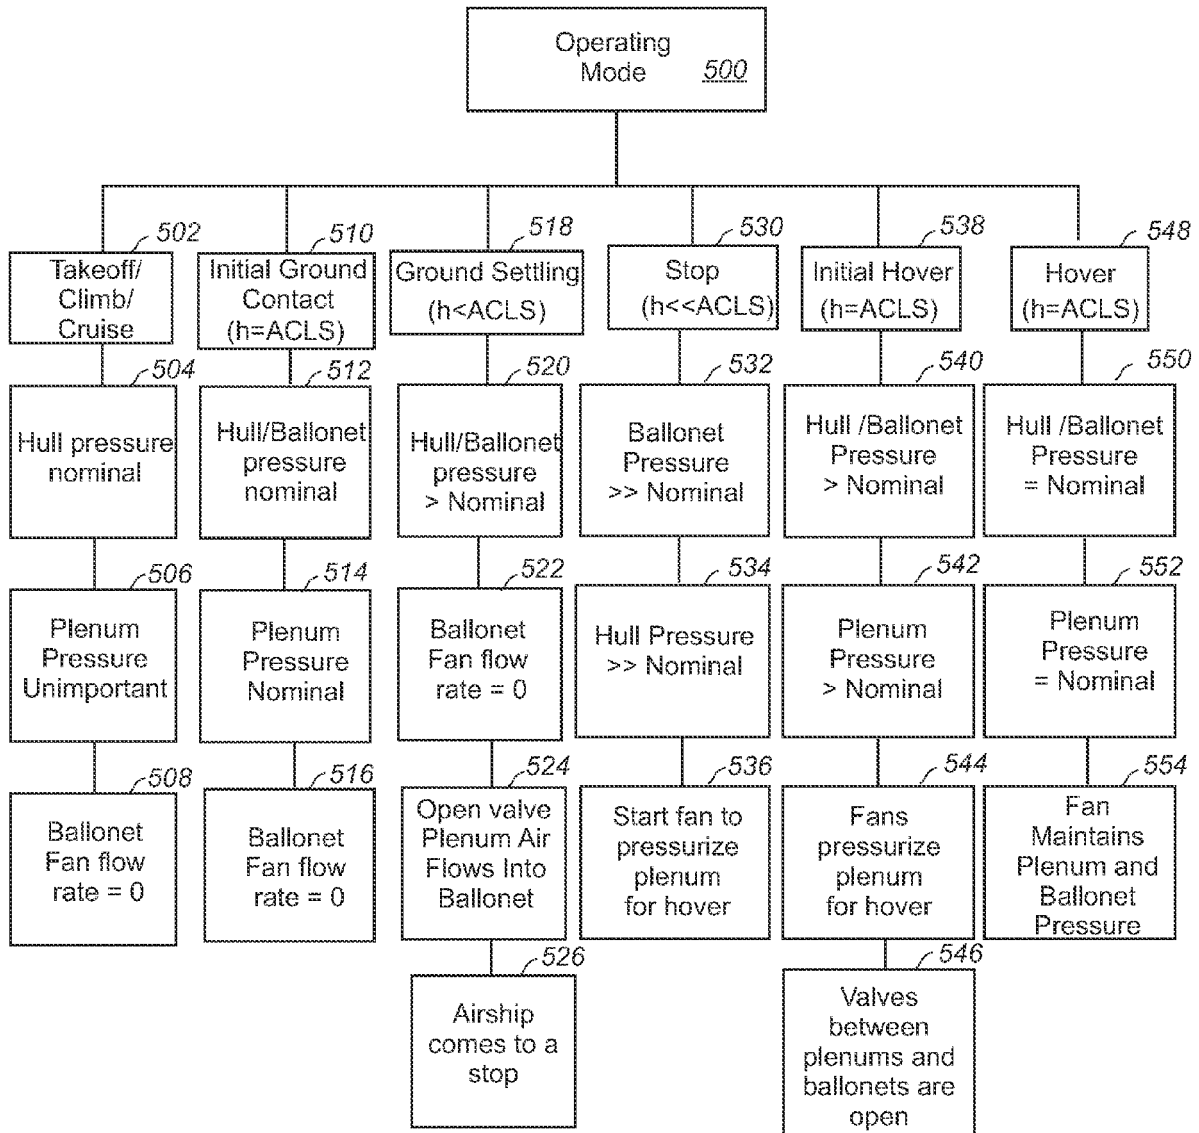 Operating
Mode 500
502
Takeoff/
Climb/
Cruise
504
Hull pressure
nominal
506
Plenum
Pressure
Unimportant
508
Ballonet
Fan flow
rate = 0
510
Initial Ground
Contact
(h=ACLS)
512
Hull/Ballonet
pressure
nominal
514
Plenum
Pressure
Nominal
516
Ballonet
Fan flow
rate = 0
518
Ground Settling
(h<ACLS)
520
Hull/Ballonet
pressure
> Nominal
522
Ballonet
Fan flow
rate = 0
524
Open valve
Plenum Air
Flows Into
Ballonet
526
Airship
comes to a
stop
530
Stop
(h<<ACLS)
532
Ballonet
Pressure
>> Nominal
534
Hull Pressure
>> Nominal
536
Start fan to
pressurize
plenum
for hover
538
Initial Hover
(h=ACLS)
540
Hull /Ballonet
Pressure
> Nominal
542
Plenum
Pressure
> Nominal
544
Fans
pressurize
plenum
for hover
546
Valves
between
plenums and
ballonets are
open
548
Hover
(h=ACLS)
550
Hull /Ballonet
Pressure
= Nominal
552
Plenum
Pressure
= Nominal
554
Fan
Maintains
Plenum and
Ballonet
Pressure